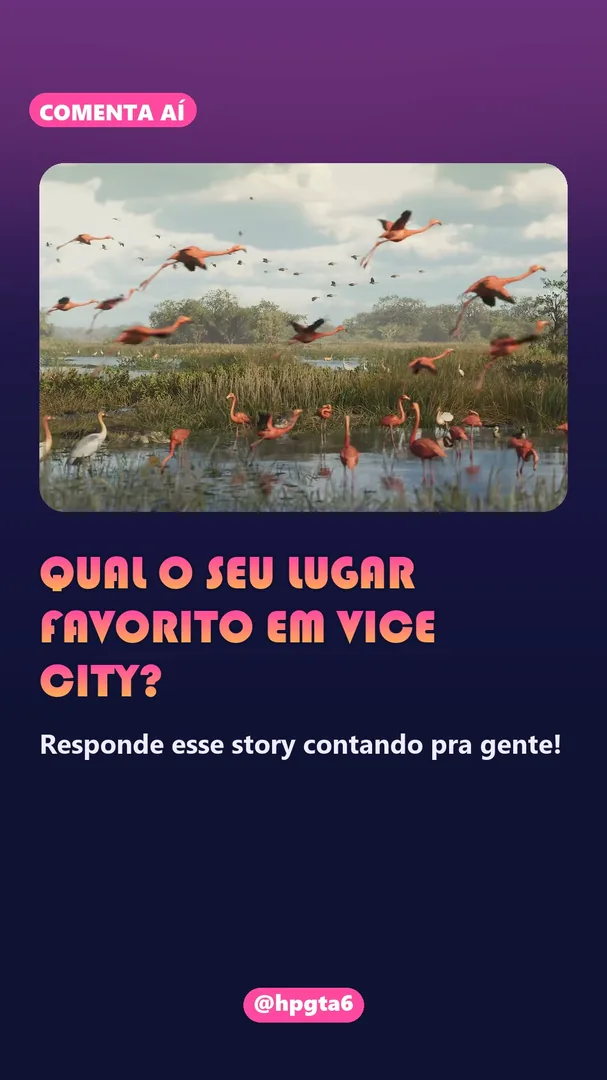 COMENTA AÍ
QUAL O SEU LUGAR
FAVORITO EM VICE
CITY?
Responde esse story contando pra gente!
@hpgta6